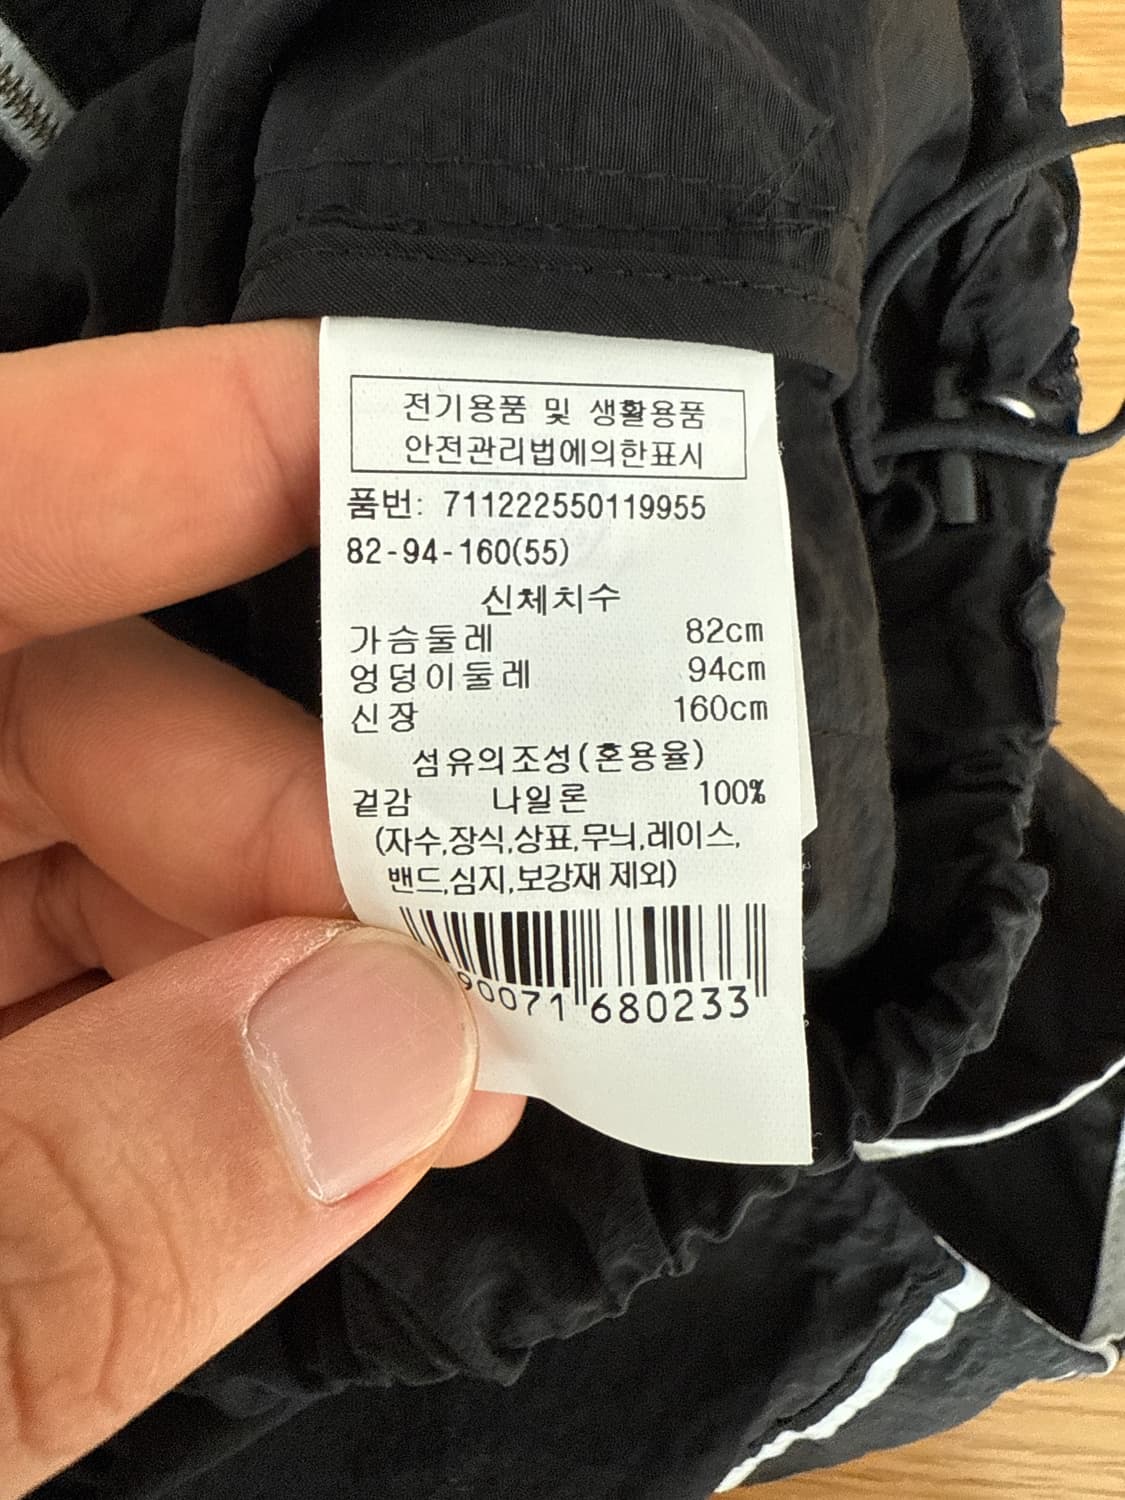 전기용품 및 생활용품
안전관리법에의한표시
품번: 711222550119955
82-94-160(55)
신체치수
가슴둘레 82cm
엉덩이둘레 94cm
신장 160cm
섬유의조성(혼용율)
겉감 나일론 100%
(자수,장식,상표,무늬,레이스,
밴드,심지,보강재 제외)
90071 680233